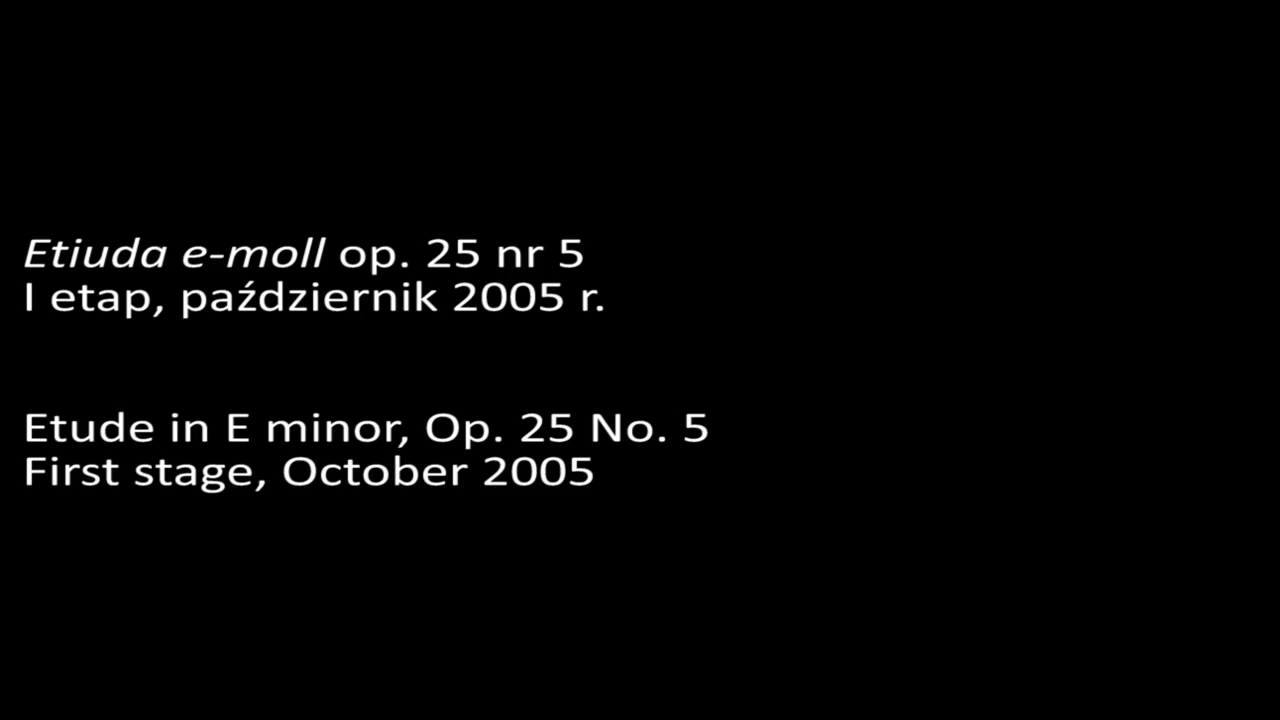 Etiuda e-moll op. 25 nr 5
I etap, październik 2005 r.
Etude in E minor, Op. 25 No. 5
First stage, October 2005